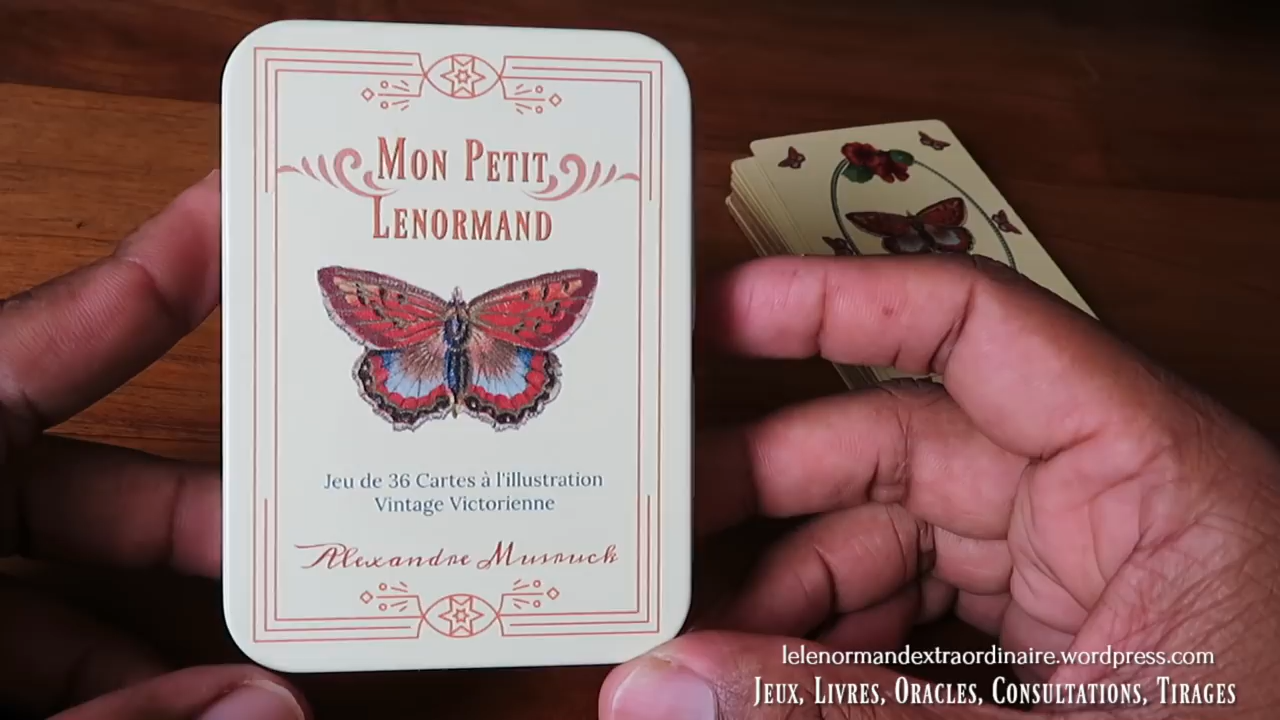 MON PETIT
LENORMAND
Jeu de 36 Cartes à l'illustration
Vintage Victorienne
Alexandre Musruck
lelenormandextraordinaire.wordpress.com
JEUX, LIVRES, ORACLES, CONSULTATIONS, TIRAGES